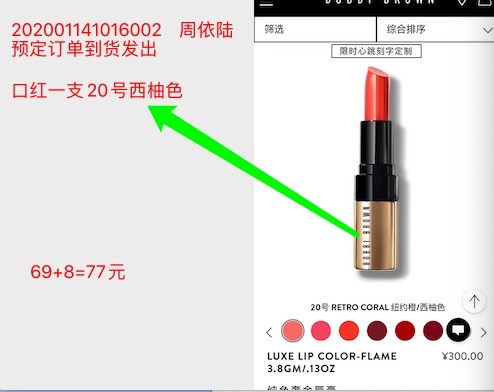 202001141016002 周依陆
预定订单到货发出
口红一支20号西柚色
69+8=77元
BOBBI BROWN
筛选
综合排序
限时心跳刻字定制
20号 RETRO CORAL 纽约橙/西柚色
LUXE LIP COLOR-FLAME
3.8GM/.13OZ
¥300.00